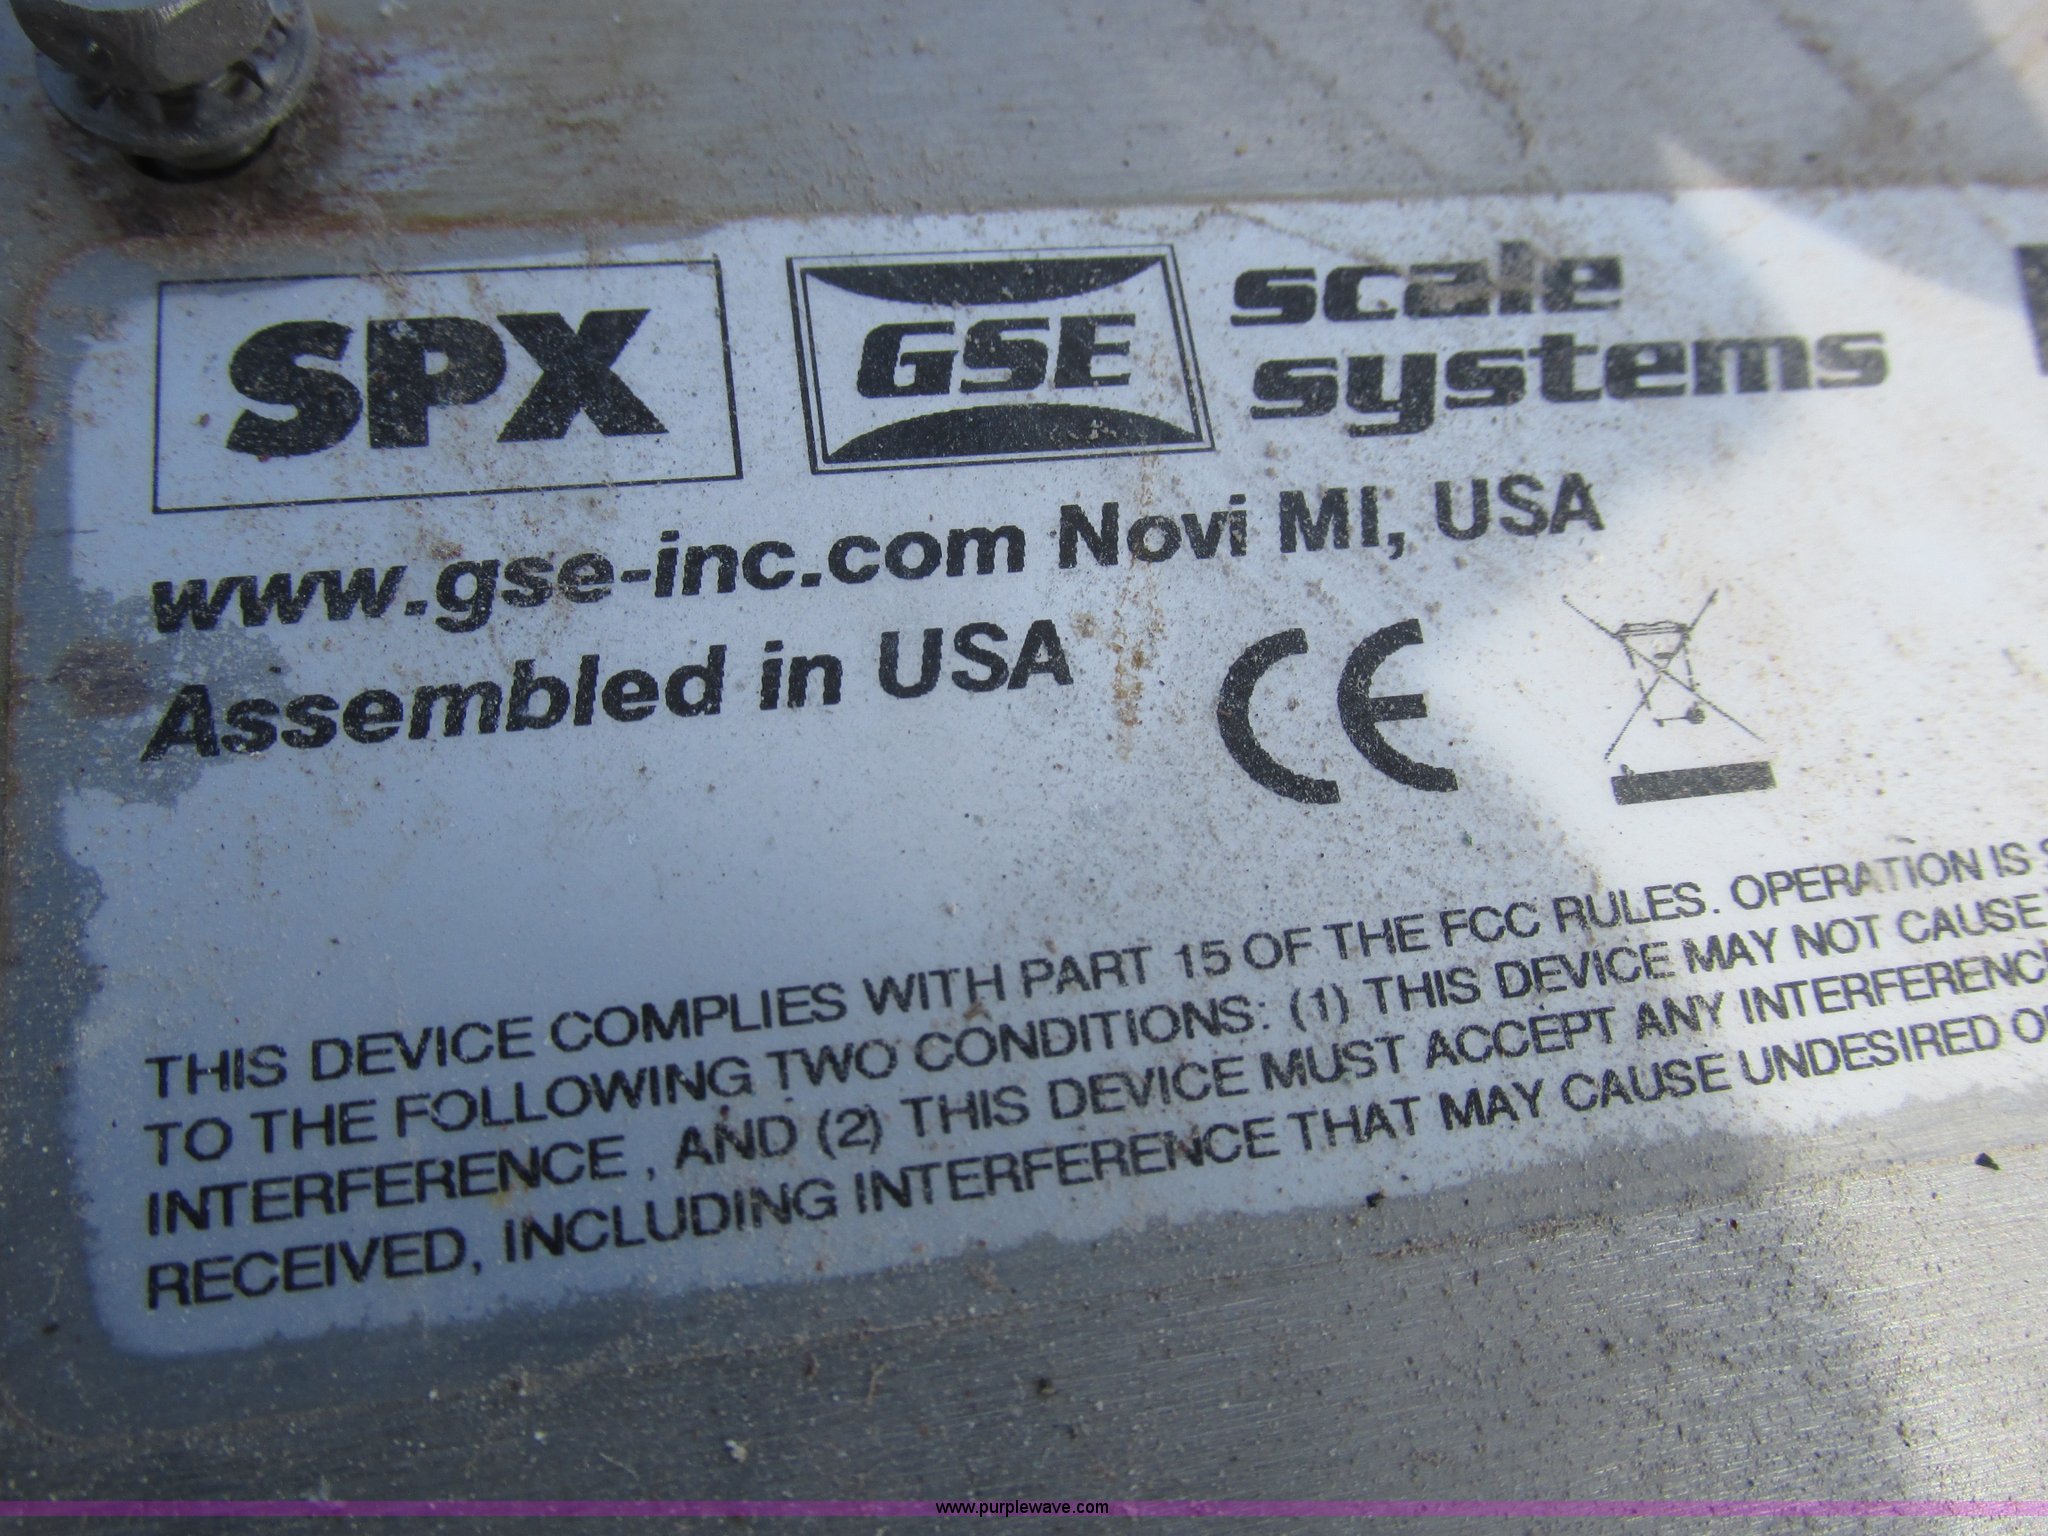 SPX GSE scale systems
www.gse-inc.com Novi MI, USA
Assembled in USA CE
THIS DEVICE COMPLIES WITH PART 15 OF THE FCC RULES. OPERATION IS
TO THE FOLLOWING TWO CONDITIONS: (1) THIS DEVICE MAY NOT CAUSE
INTERFERENCE , AND (2) THIS DEVICE MUST ACCEPT ANY
RECEIVED, INCLUDING INTERFERENCE THAT MAY CAUSE UNDESIRED
www.purplewave.com